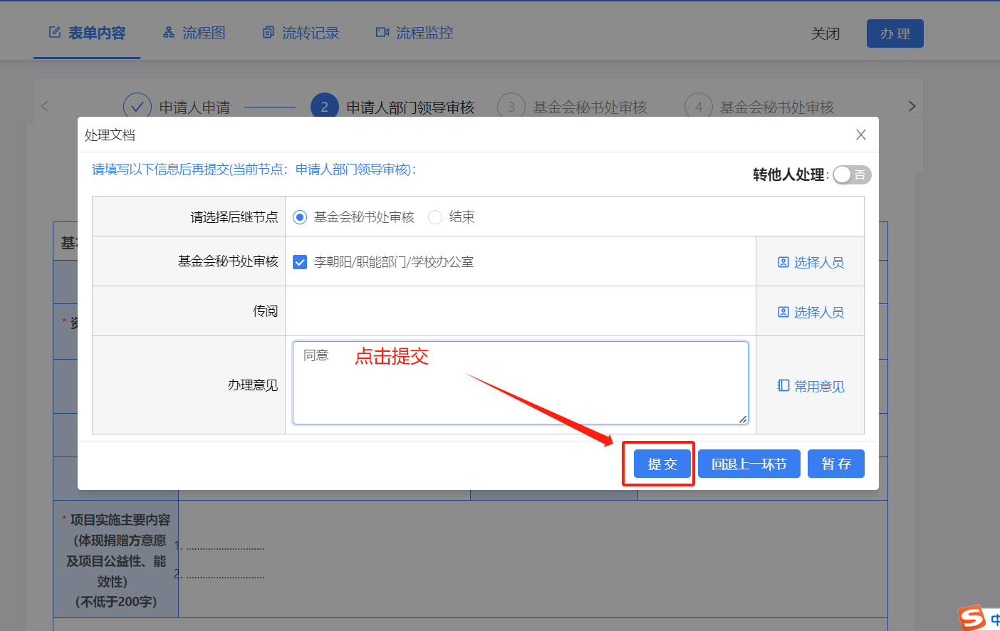 表单内容 流程图 流转记录 流程监控 关闭 办 理
申请人申请 2 申请人部门领导审核 3 基金会秘书处审核 4 基金会秘书处审核
处理文档
请填写以下信息后再提交(当前节点：申请人部门领导审核)：
转他人处理: 否
请选择后继节点 基金会秘书处审核 结束
基金会秘书处审核 李朝阳/职能部门/学校办公室 选择人员
传阅 选择人员
同意 点击提交
办理意见 常用意见
提 交 回退上一环节 暂 存
* 项目实施主要内容
（体现捐赠方意愿
及项目公益性、能
效性）
（不低于200字）
1. .............................
2. .............................
中